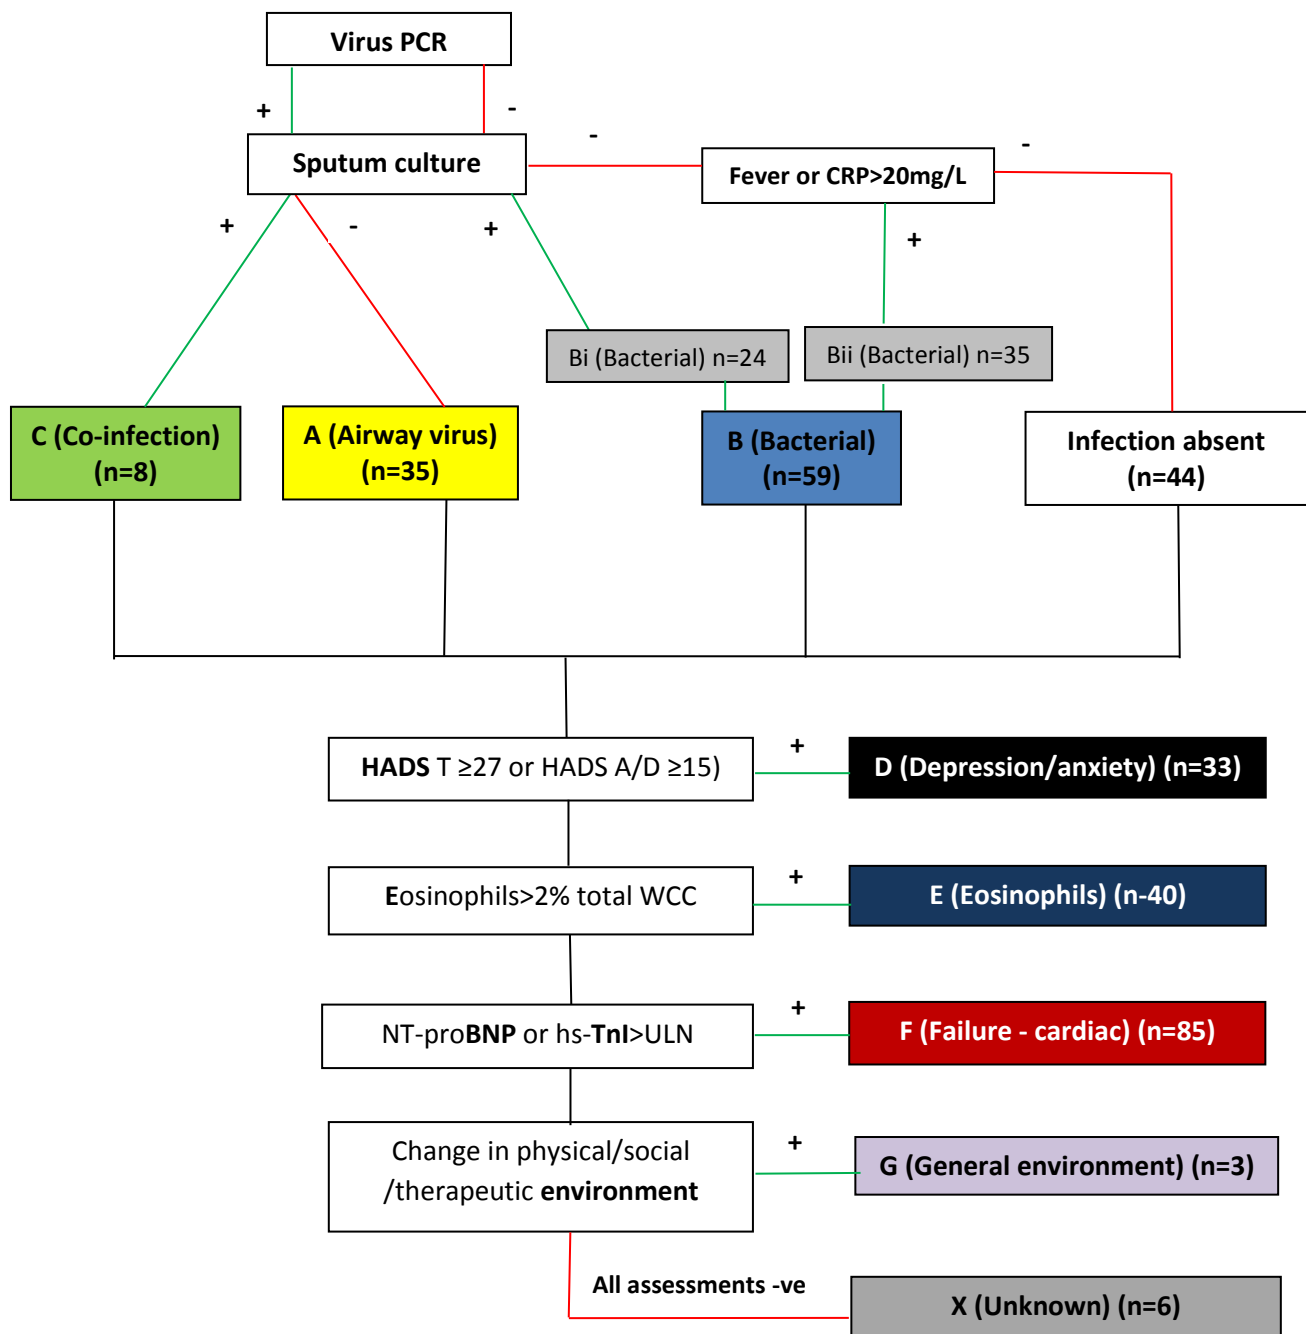 Virus PCR
+
-
Sputum culture
-
Fever or CRP>20mg/L
-
+
-
+
+
Bi (Bacterial) n=24
Bii (Bacterial) n=35
C (Co-infection)
(n=8)
A (Airway virus)
(n=35)
B (Bacterial)
(n=59)
Infection absent
(n=44)
HADS T ≥27 or HADS A/D ≥15)
+
D (Depression/anxiety) (n=33)
Eosinophils>2% total WCC
+
E (Eosinophils) (n-40)
NT-proBNP or hs-TnI>ULN
+
F (Failure - cardiac) (n=85)
Change in physical/social
/therapeutic environment
+
G (General environment) (n=3)
All assessments -ve
X (Unknown) (n=6)